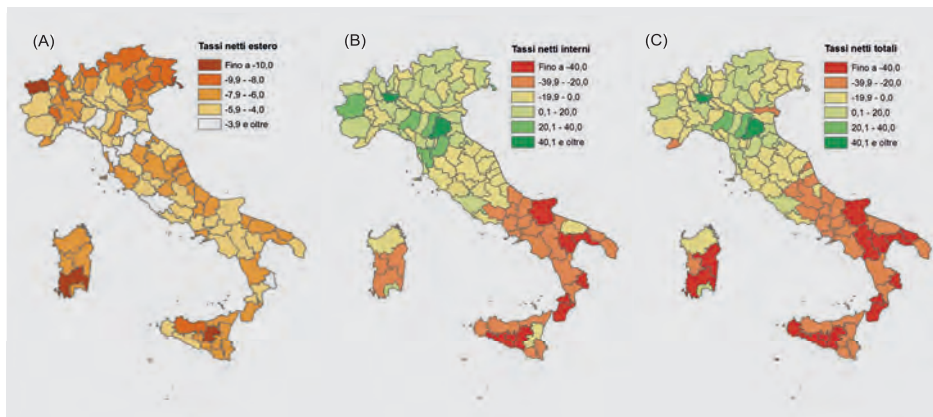 (A)
Tassi netti estero
Fino a -10,0
-9,9 - -8,0
-7,9 - -6,0
-5,9 - -4,0
-3,9 e oltre
(B)
Tassi netti interni
Fino a -40,0
-39,9 - -20,0
-19,9 - 0,0
0,1 - 20,0
20,1 - 40,0
40,1 e oltre
(C)
Tassi netti totali
Fino a -40,0
-39,9 - -20,0
-19,9 - 0,0
0,1 - 20,0
20,1 - 40,0
40,1 e oltre